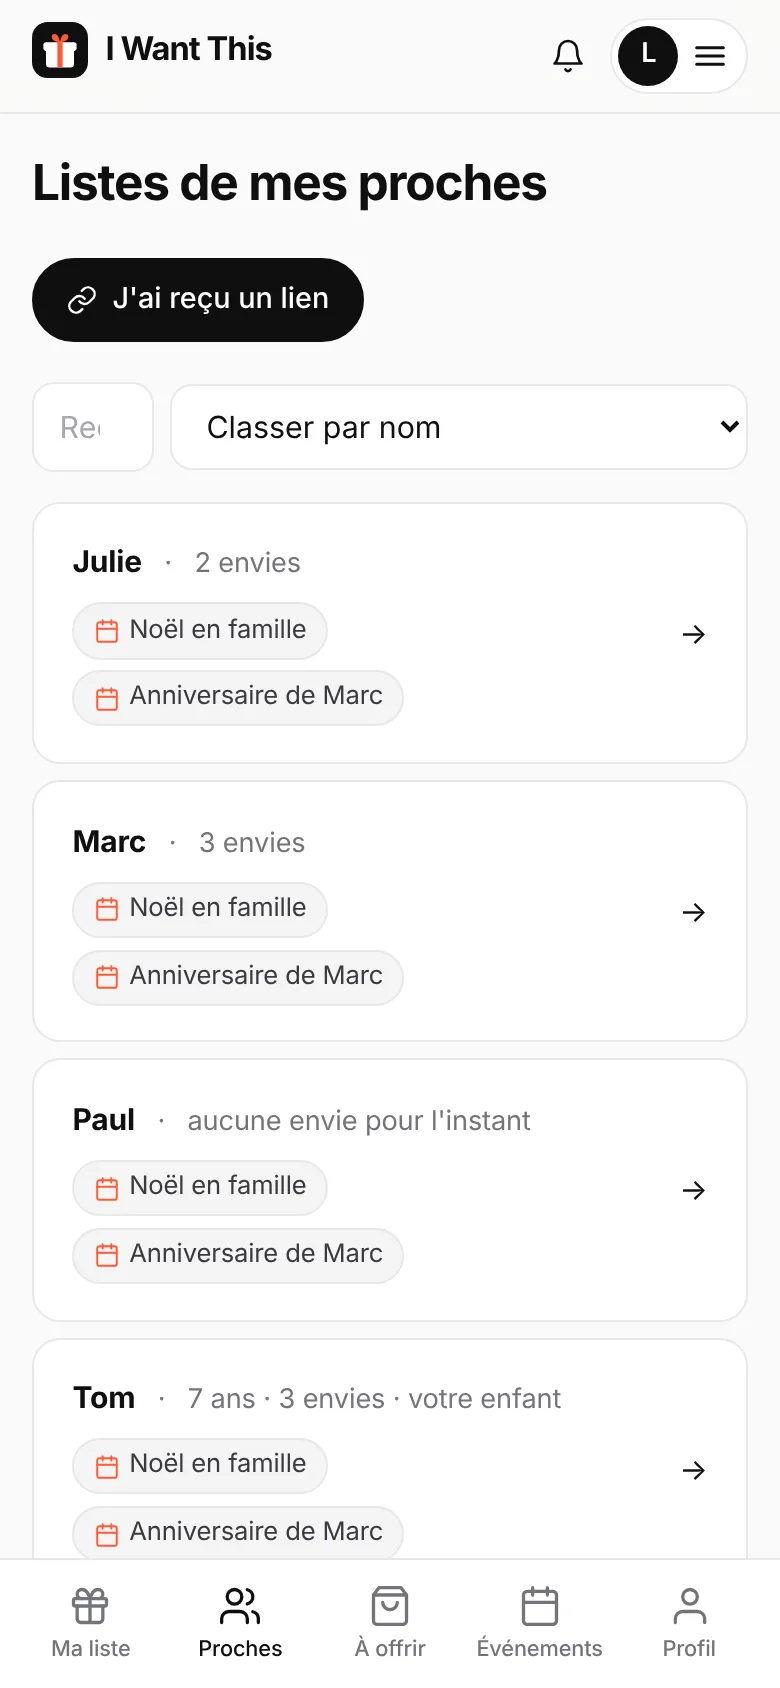 I Want This
L
Listes de mes proches
J'ai reçu un lien
Classer par nom
Julie · 2 envies
Noël en famille
Anniversaire de Marc
Marc · 3 envies
Noël en famille
Anniversaire de Marc
Paul · aucune envie pour l'instant
Noël en famille
Anniversaire de Marc
Tom · 7 ans · 3 envies · votre enfant
Noël en famille
Anniversaire de Marc
Ma liste
Proches
À offrir
Événements
Profil